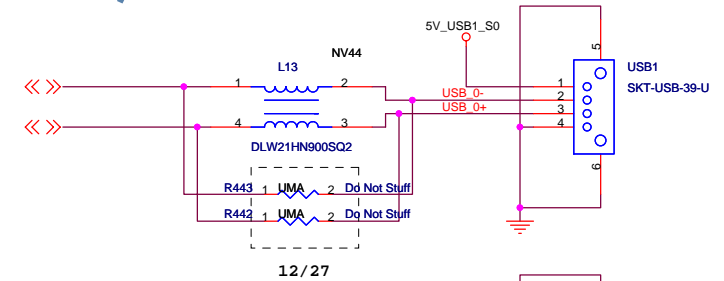 5V_USB1_S0
NV44
L13
5
USB1
SKT-USB-39-U
1 2
USB_0-
USB_0+
1
2
3
4
4 3
DLW21HN900SQ2
6
R443 1 UMA 2 Do Not Stuff
R442 1 UMA 2 Do Not Stuff
12/27